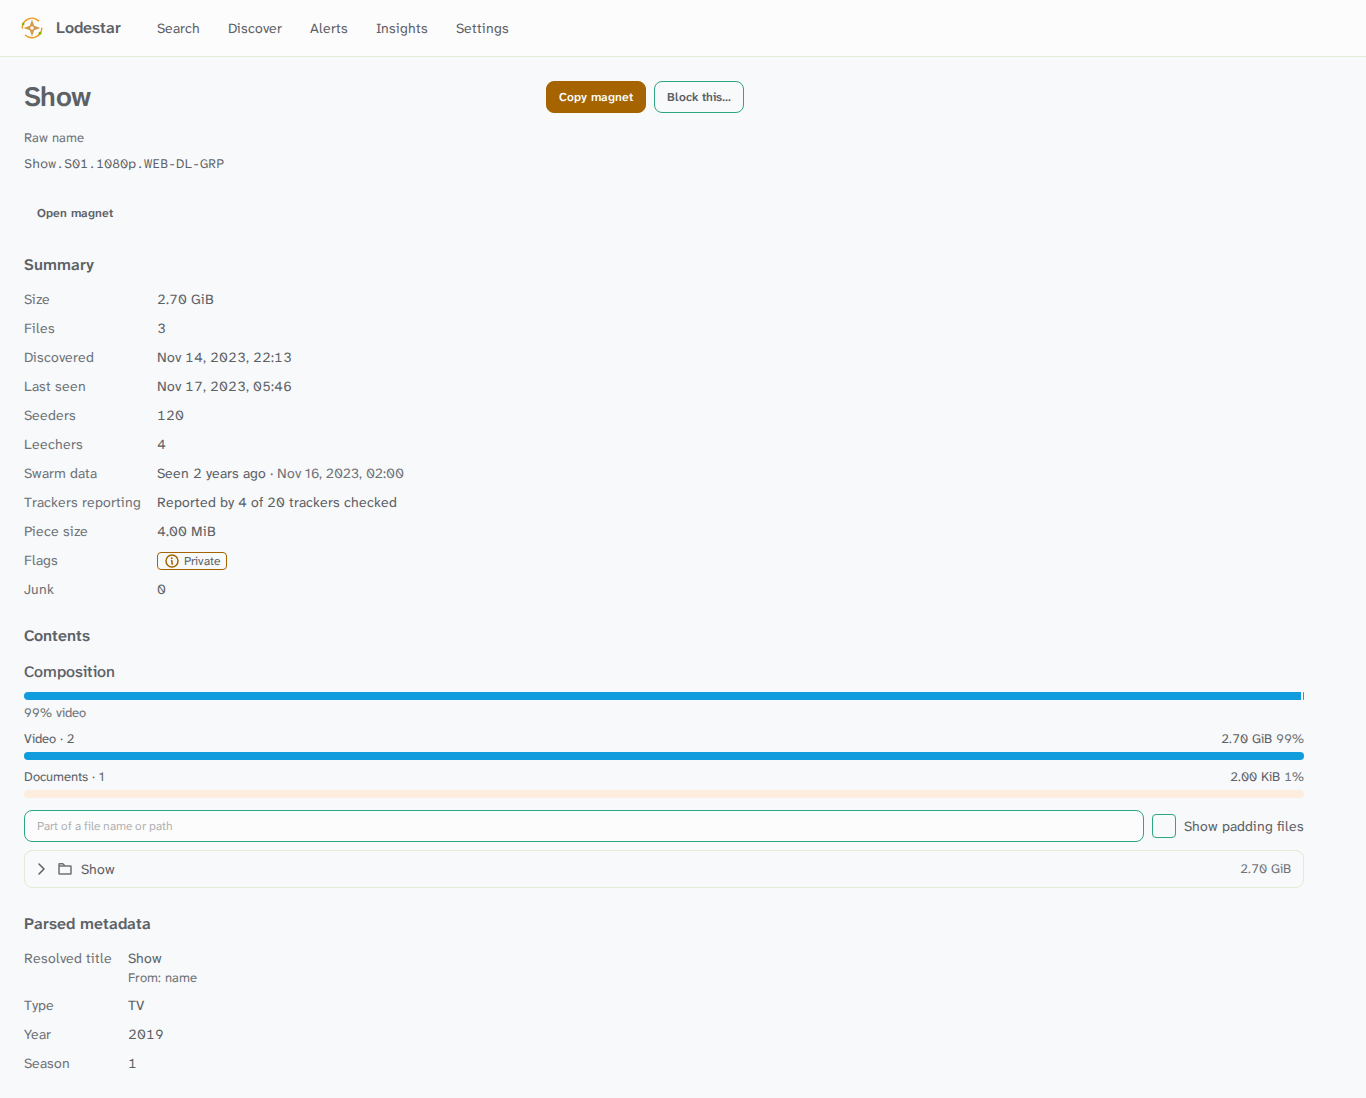 Lodestar Search Discover Alerts Insights Settings
Show Copy magnet Block this...
Raw name
Show.S01.1080p.WEB-DL-GRP
Open magnet
Summary
Size 2.70 GiB
Files 3
Discovered Nov 14, 2023, 22:13
Last seen Nov 17, 2023, 05:46
Seeders 120
Leechers 4
Swarm data Seen 2 years ago · Nov 16, 2023, 02:00
Trackers reporting Reported by 4 of 20 trackers checked
Piece size 4.00 MiB
Flags Private
Junk 0
Contents
Composition
99% video
Video · 2 2.70 GiB 99%
Documents · 1 2.00 KiB 1%
Part of a file name or path Show padding files
Show 2.70 GiB
Parsed metadata
Resolved title Show
From: name
Type TV
Year 2019
Season 1